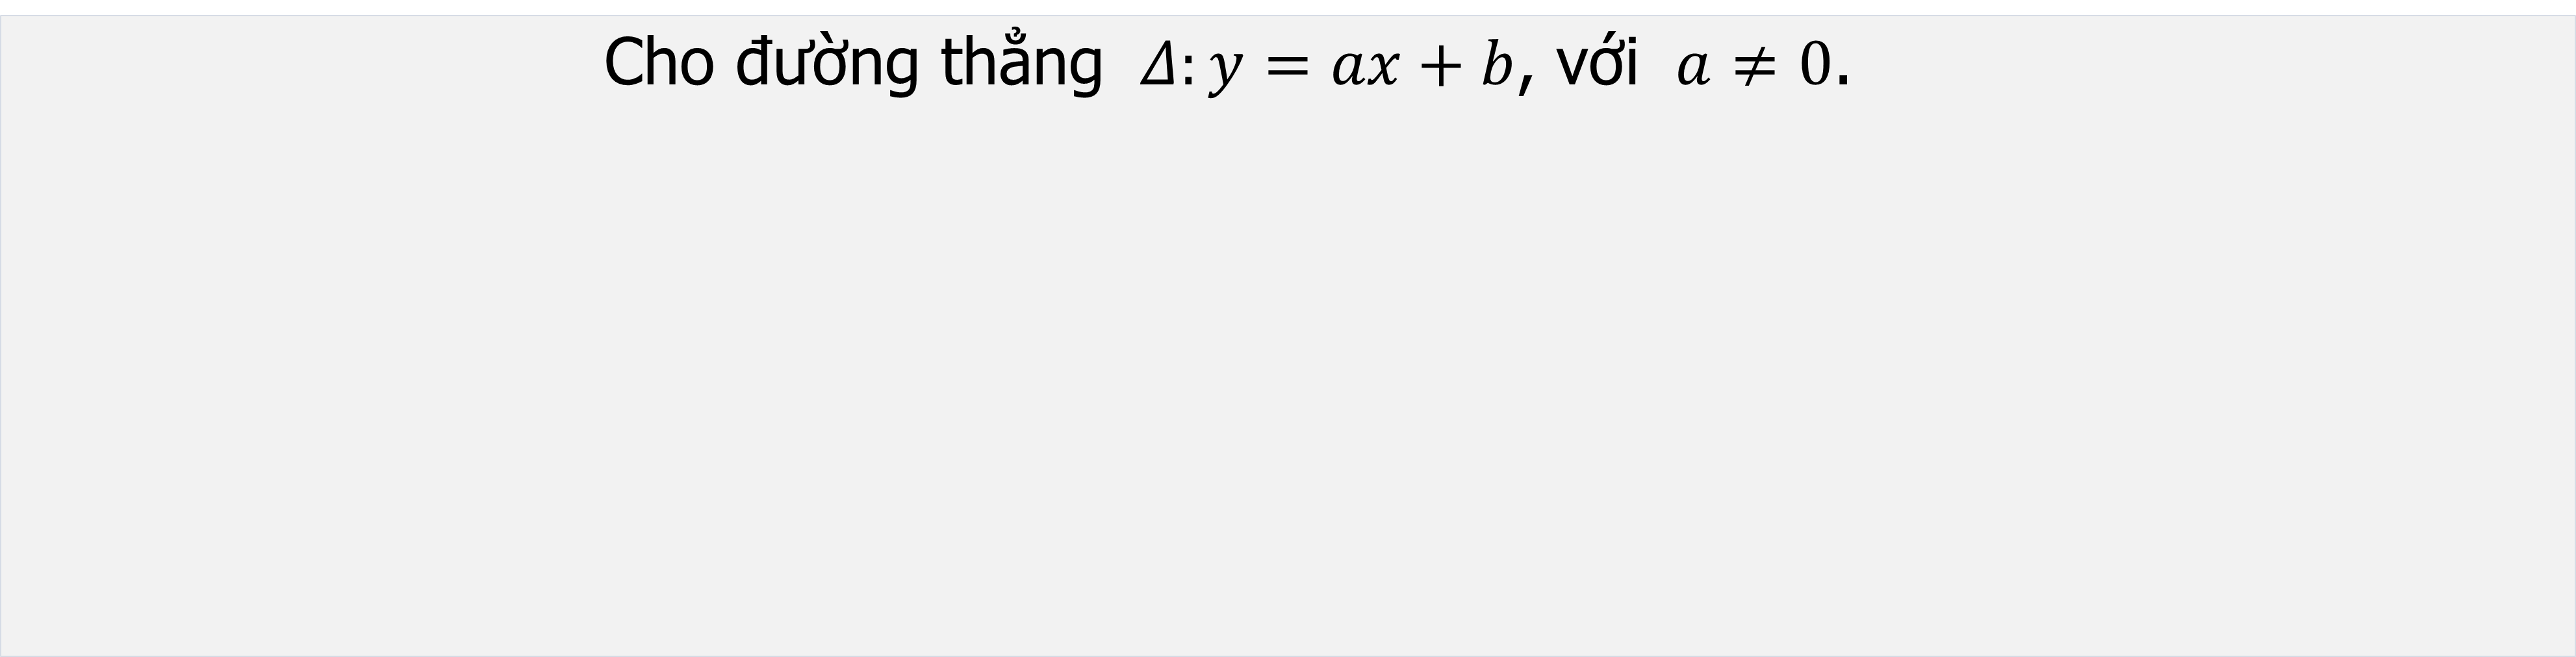 Cho đường thẳng Δ: y = ax + b, với a ≠ 0.